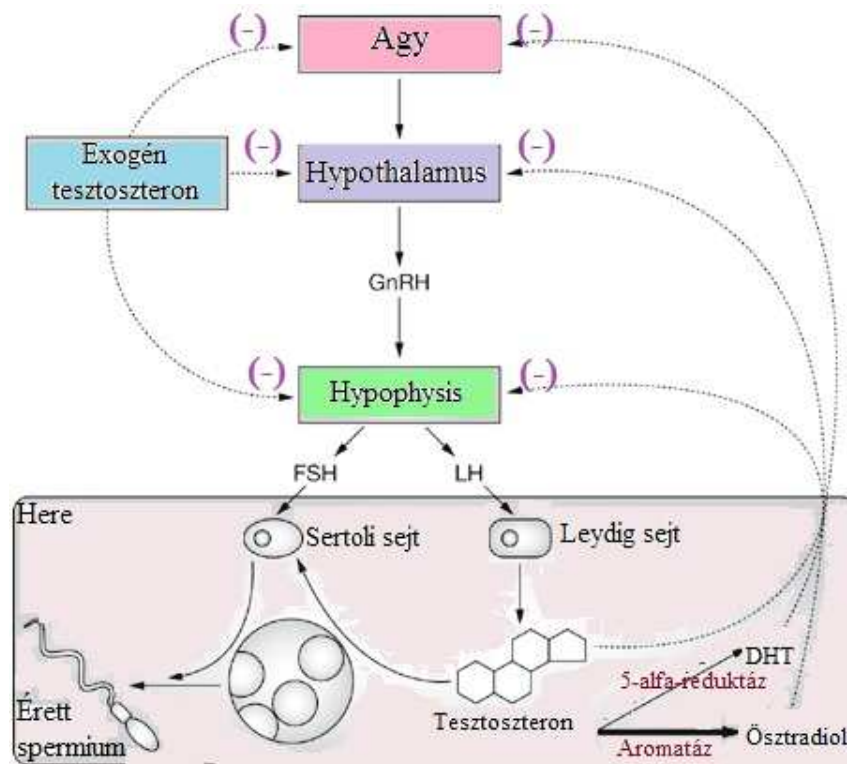 (-)
Agy
(-)
Exogén
tesztoszteron
(-)
Hypothalamus
(-)
GnRH
(-)
Hypophysis
(-)
FSH
LH
Here
Sertoli sejt
Leydig sejt
DHT
5-alfa-reduktáz
Tesztoszteron
Érett
spermium
Aromatáz
Ösztradiol